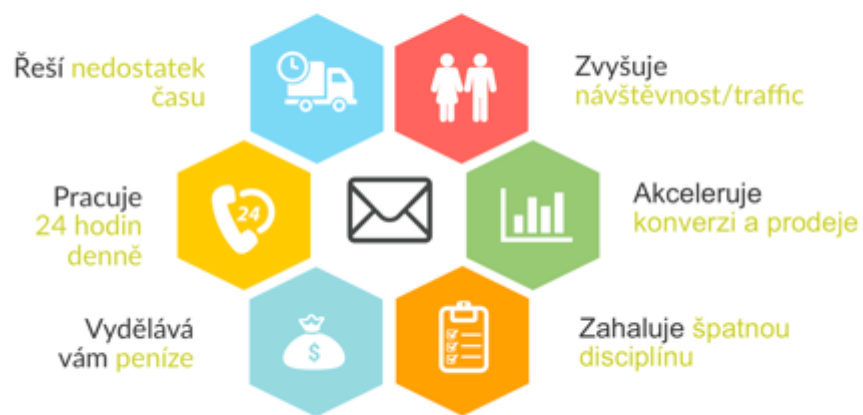 Řeší nedostatek
času
Zvyšuje
návštěvnost/traffic
Pracuje
24 hodin
denně
24
Akceleruje
konverzi a prodeje
Vydělává
vám peníze
$
Zahaluje špatnou
disciplínu